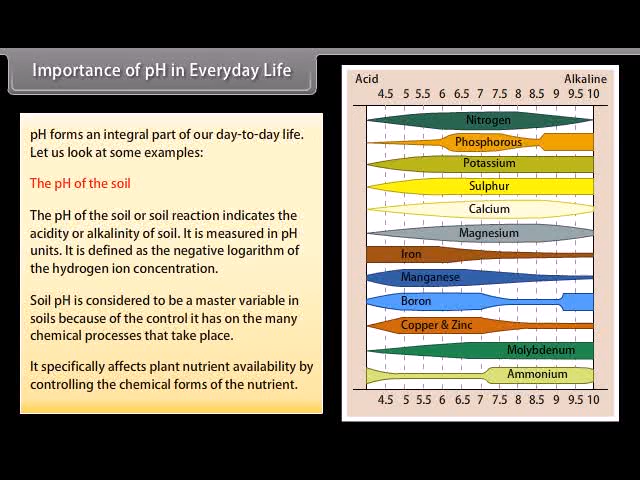 Importance of pH in Everyday Life
pH forms an integral part of our day-to-day life.
Let us look at some examples:
The pH of the soil
The pH of the soil or soil reaction indicates the
acidity or alkalinity of soil. It is measured in pH
units. It is defined as the negative logarithm of
the hydrogen ion concentration.
Soil pH is considered to be a master variable in
soils because of the control it has on the many
chemical processes that take place.
It specifically affects plant nutrient availability by
controlling the chemical forms of the nutrient.
Acid Alkaline
4.5 5 5.5 6 6.5 7 7.5 8 8.5 9 9.5 10
Nitrogen
Phosphorous
Potassium
Sulphur
Calcium
Magnesium
Iron
Manganese
Boron
Copper & Zinc
Molybdenum
Ammonium
4.5 5 5.5 6 6.5 7 7.5 8 8.5 9 9.5 10